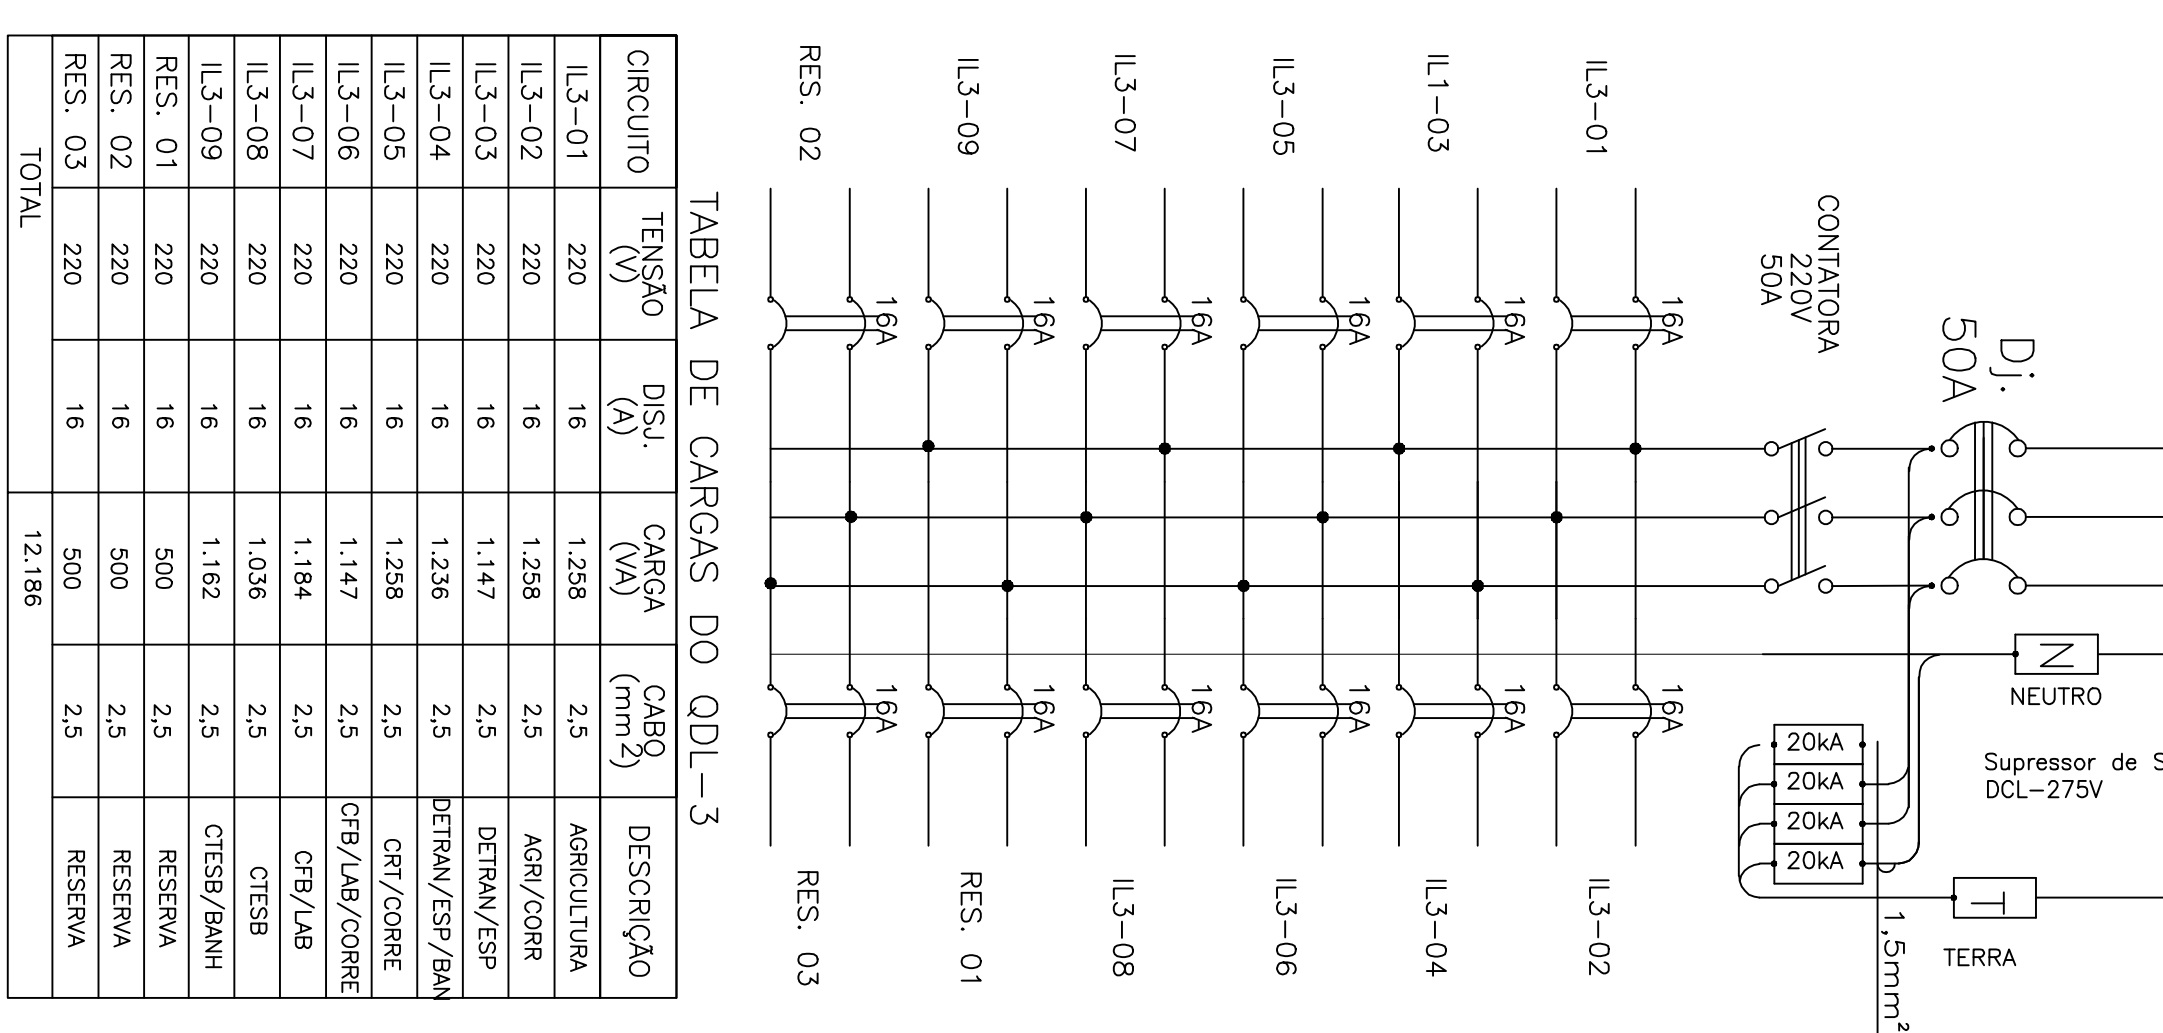 Dj.
50A
CONTATORA
220V
50A
NEUTRO
N
Supressor de S
DCL-275V
20kA
20kA
20kA
20kA
TERRA
T
1,5mm²
IL3-01
16A
16A
IL3-02
IL1-03
16A
16A
IL3-04
IL3-05
16A
16A
IL3-06
IL3-07
16A
16A
IL3-08
IL3-09
16A
16A
RES. 01
RES. 02
16A
16A
RES. 03
TABELA DE CARGAS DO QDL-3
CIRCUITO TENSÃO (V) DISJ. (A) CARGA (VA) CABO (mm2) DESCRIÇÃO
IL3-01 220 16 1.258 2,5 AGRICULTURA
IL3-02 220 16 1.258 2,5 AGRI/CORR
IL3-03 220 16 1.147 2,5 DETRAN/ESP
IL3-04 220 16 1.236 2,5 DETRAN/ESP/BAN
IL3-05 220 16 1.258 2,5 CRT/CORRE
IL3-06 220 16 1.147 2,5 CFB/LAB/CORRE
IL3-07 220 16 1.184 2,5 CFB/LAB
IL3-08 220 16 1.036 2,5 CTESB
IL3-09 220 16 1.162 2,5 CTESB/BANH
RES. 01 220 16 500 2,5 RESERVA
RES. 02 220 16 500 2,5 RESERVA
RES. 03 220 16 500 2,5 RESERVA
TOTAL 12.186